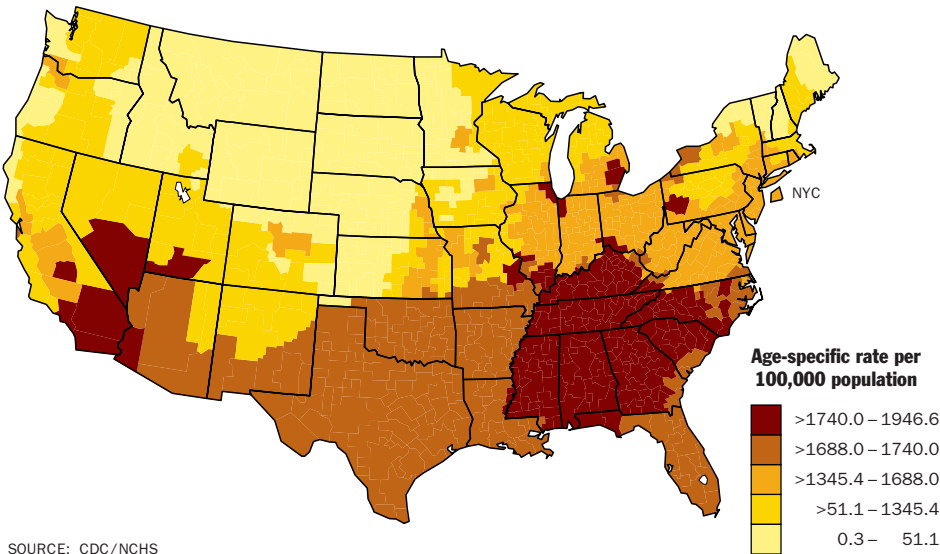 NYC
Age-specific rate per
100,000 population
>1740.0 – 1946.6
>1688.0 – 1740.0
>1345.4 – 1688.0
>51.1 – 1345.4
0.3 – 51.1
SOURCE: CDC/NCHS